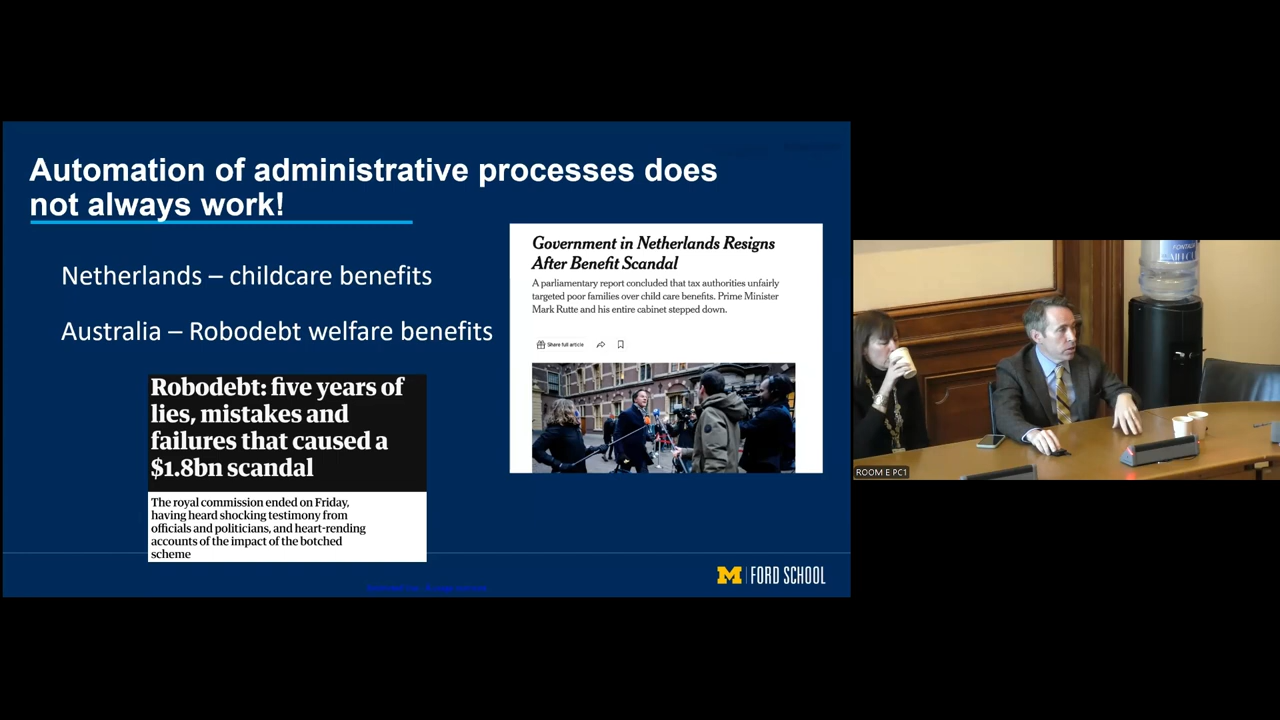 Automation of administrative processes does
not always work!
Netherlands – childcare benefits
Australia – Robodebt welfare benefits
Robodebt: five years of
lies, mistakes and
failures that caused a
$1.8bn scandal
The royal commission ended on Friday,
having heard shocking testimony from
officials and politicians, and heart-rending
accounts of the impact of the botched
scheme
Government in Netherlands Resigns
After Benefit Scandal
A parliamentary report concluded that tax authorities unfairly
targeted poor families over child care benefits. Prime Minister
Mark Rutte and his entire cabinet stepped down.
Share full article
M FORD SCHOOL
ROOM E PC1